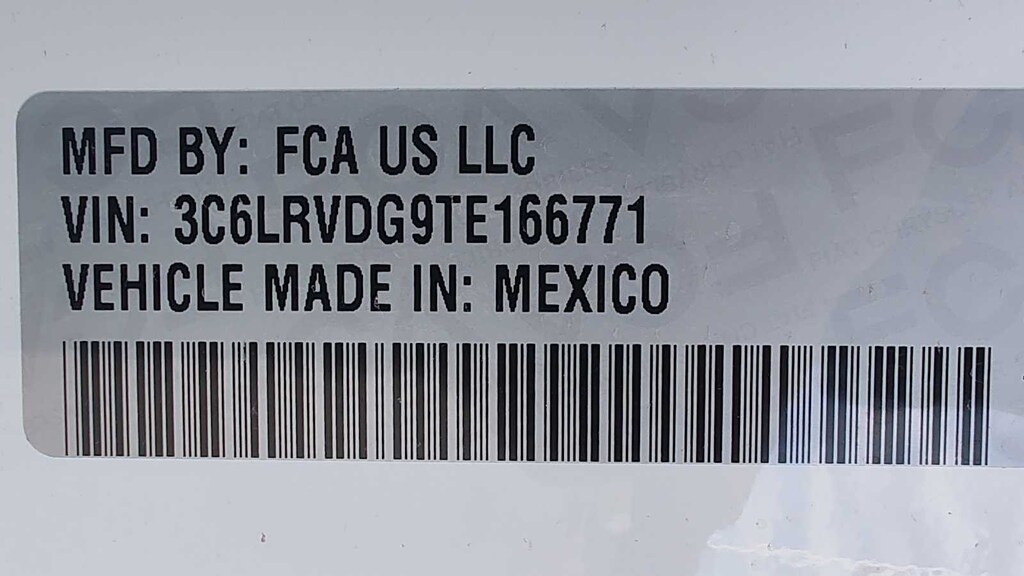 MFD BY: FCA US LLC
VIN: 3C6LRVDG9TE166771
VEHICLE MADE IN: MEXICO